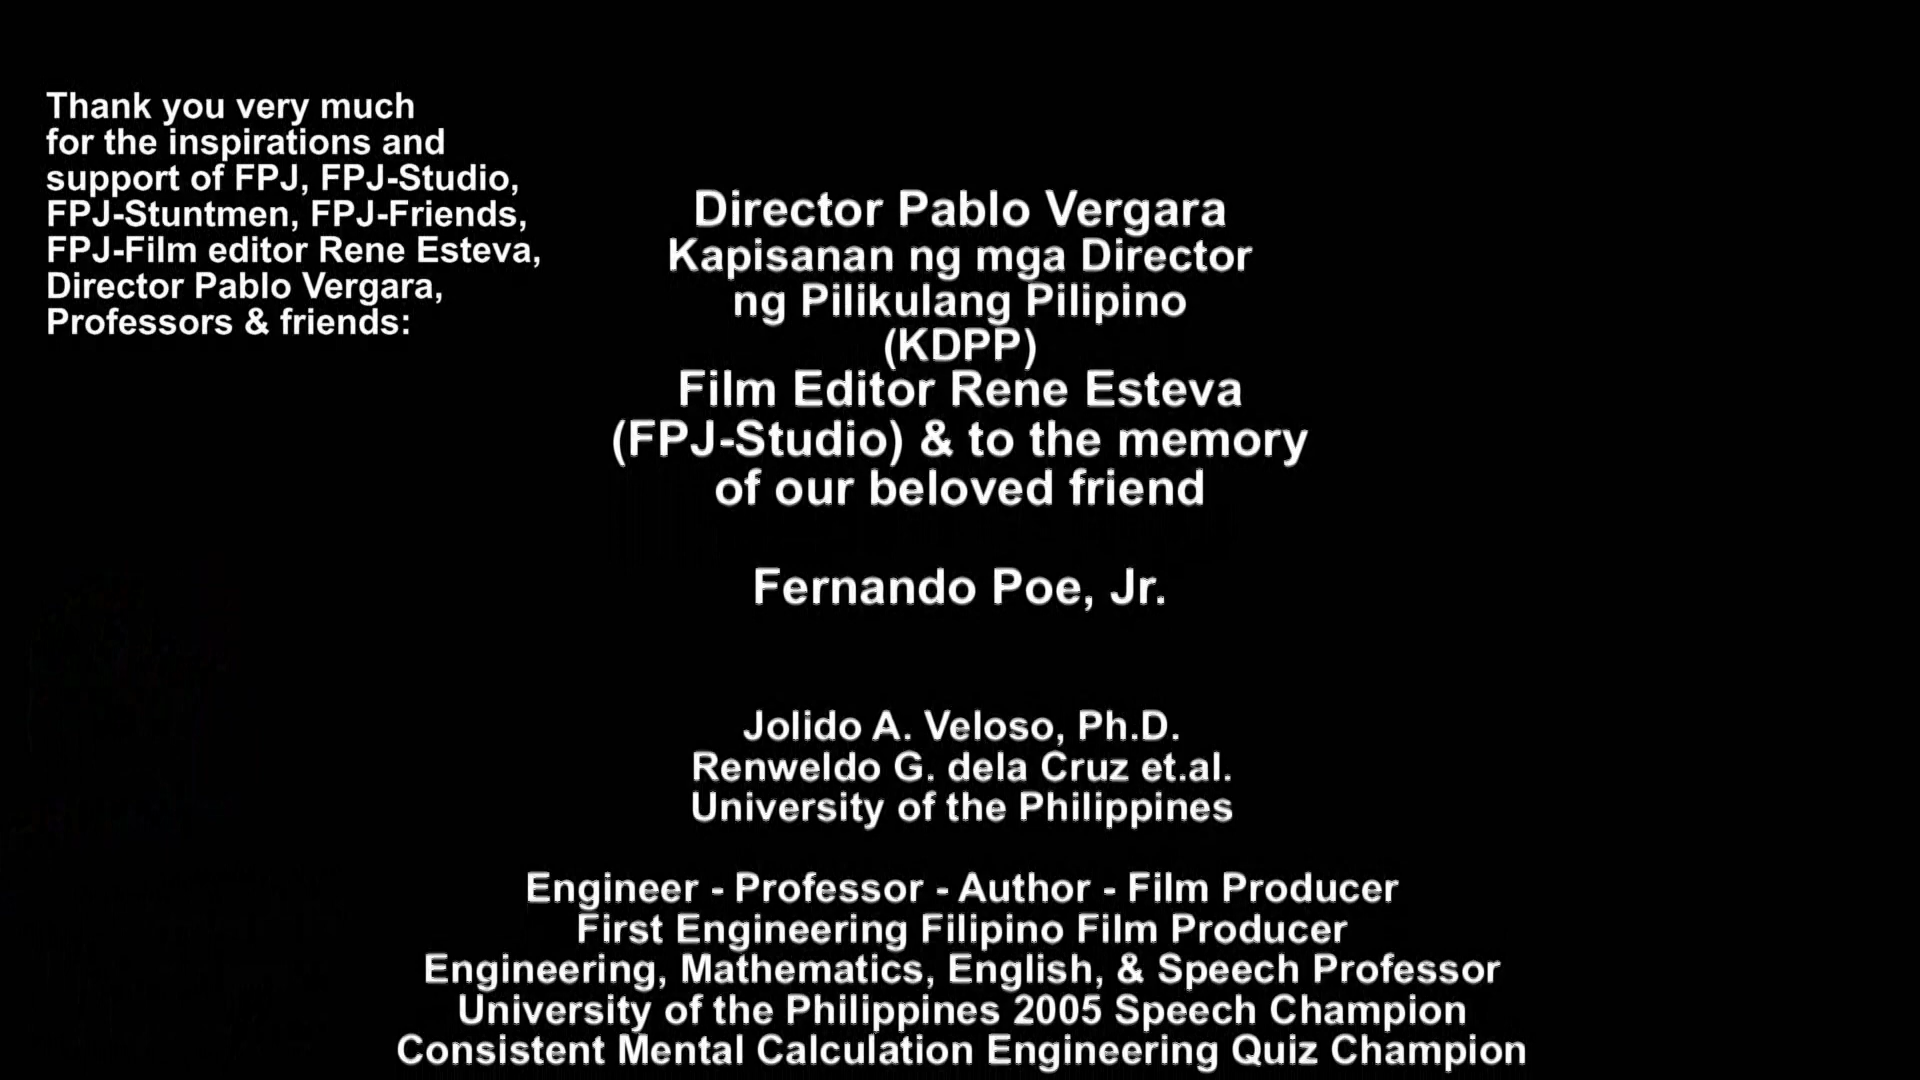 Thank you very much
for the inspirations and
support of FPJ, FPJ-Studio,
FPJ-Stuntmen, FPJ-Friends,
FPJ-Film editor Rene Esteva,
Director Pablo Vergara,
Professors & friends:
Director Pablo Vergara
Kapisanan ng mga Director
ng Pilikulang Pilipino
(KDPP)
Film Editor Rene Esteva
(FPJ-Studio) & to the memory
of our beloved friend
Fernando Poe, Jr.
Jolido A. Veloso, Ph.D.
Renweldo G. dela Cruz et.al.
University of the Philippines
Engineer - Professor - Author - Film Producer
First Engineering Filipino Film Producer
Engineering, Mathematics, English, & Speech Professor
University of the Philippines 2005 Speech Champion
Consistent Mental Calculation Engineering Quiz Champion